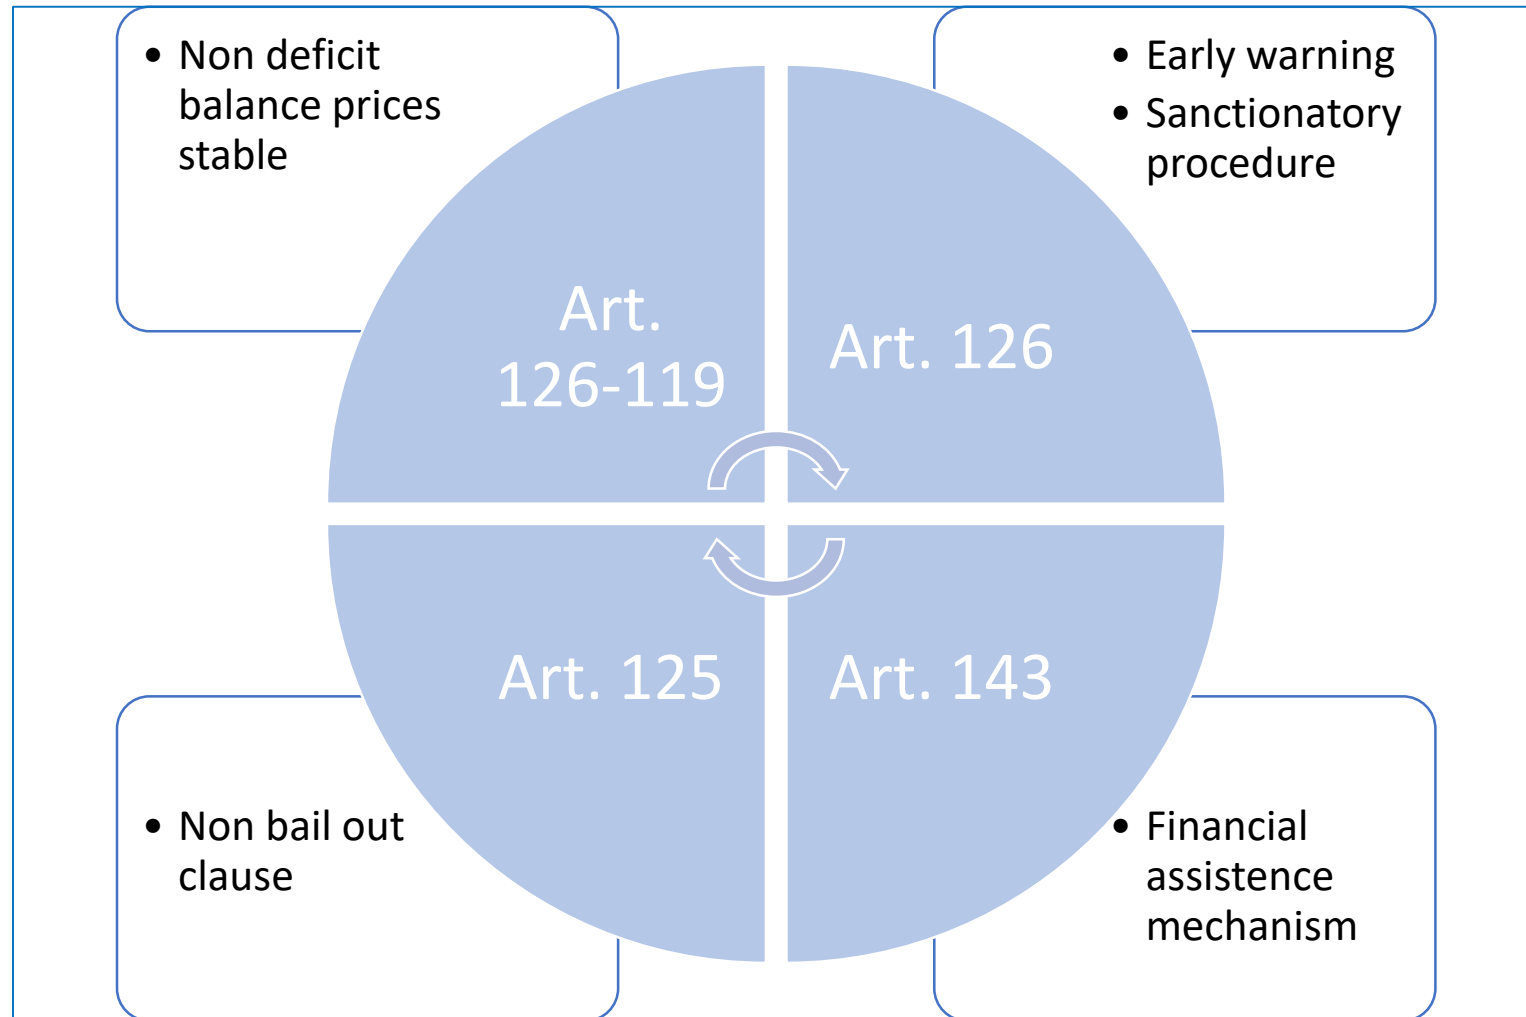 • Non deficit
balance prices
stable
• Early warning
• Sanctionatory
procedure
Art.
126-119
Art. 126
Art. 125
Art. 143
• Non bail out
clause
• Financial
assistence
mechanism